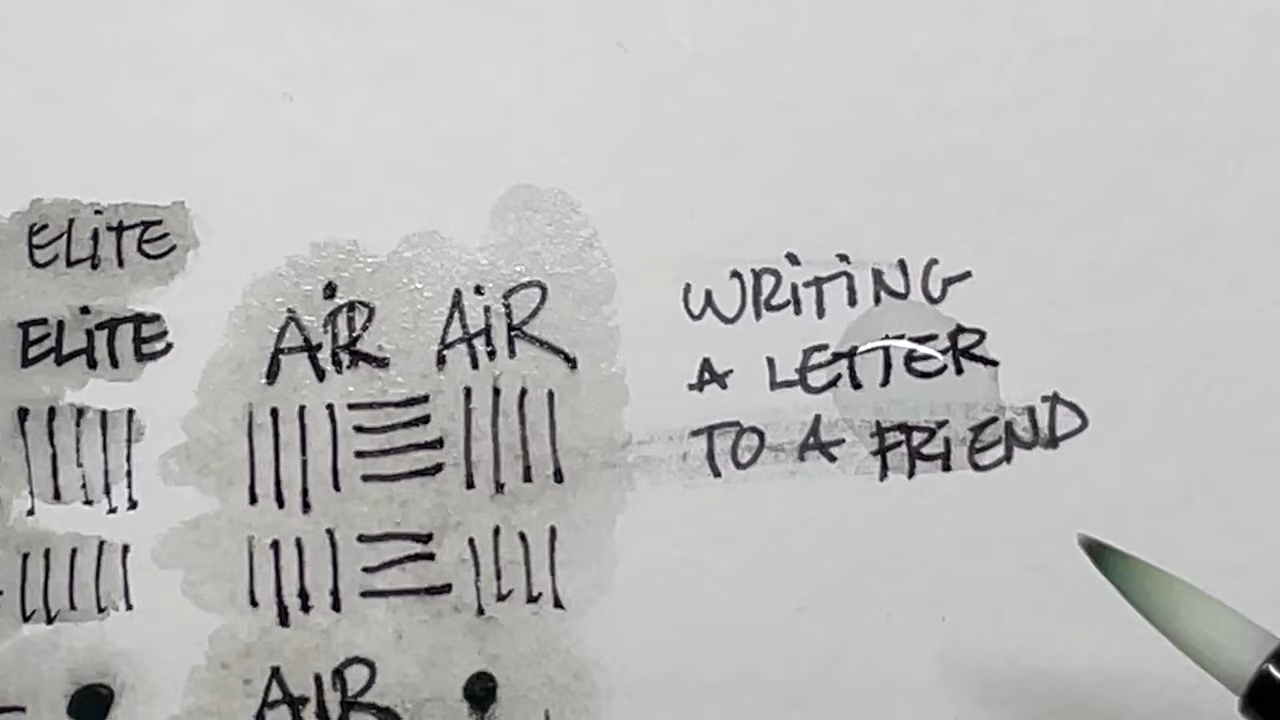 ELiTE
ELiTE
AiR AiR
AIR
WRiTiNG
A LETTER
TO A FRiEND